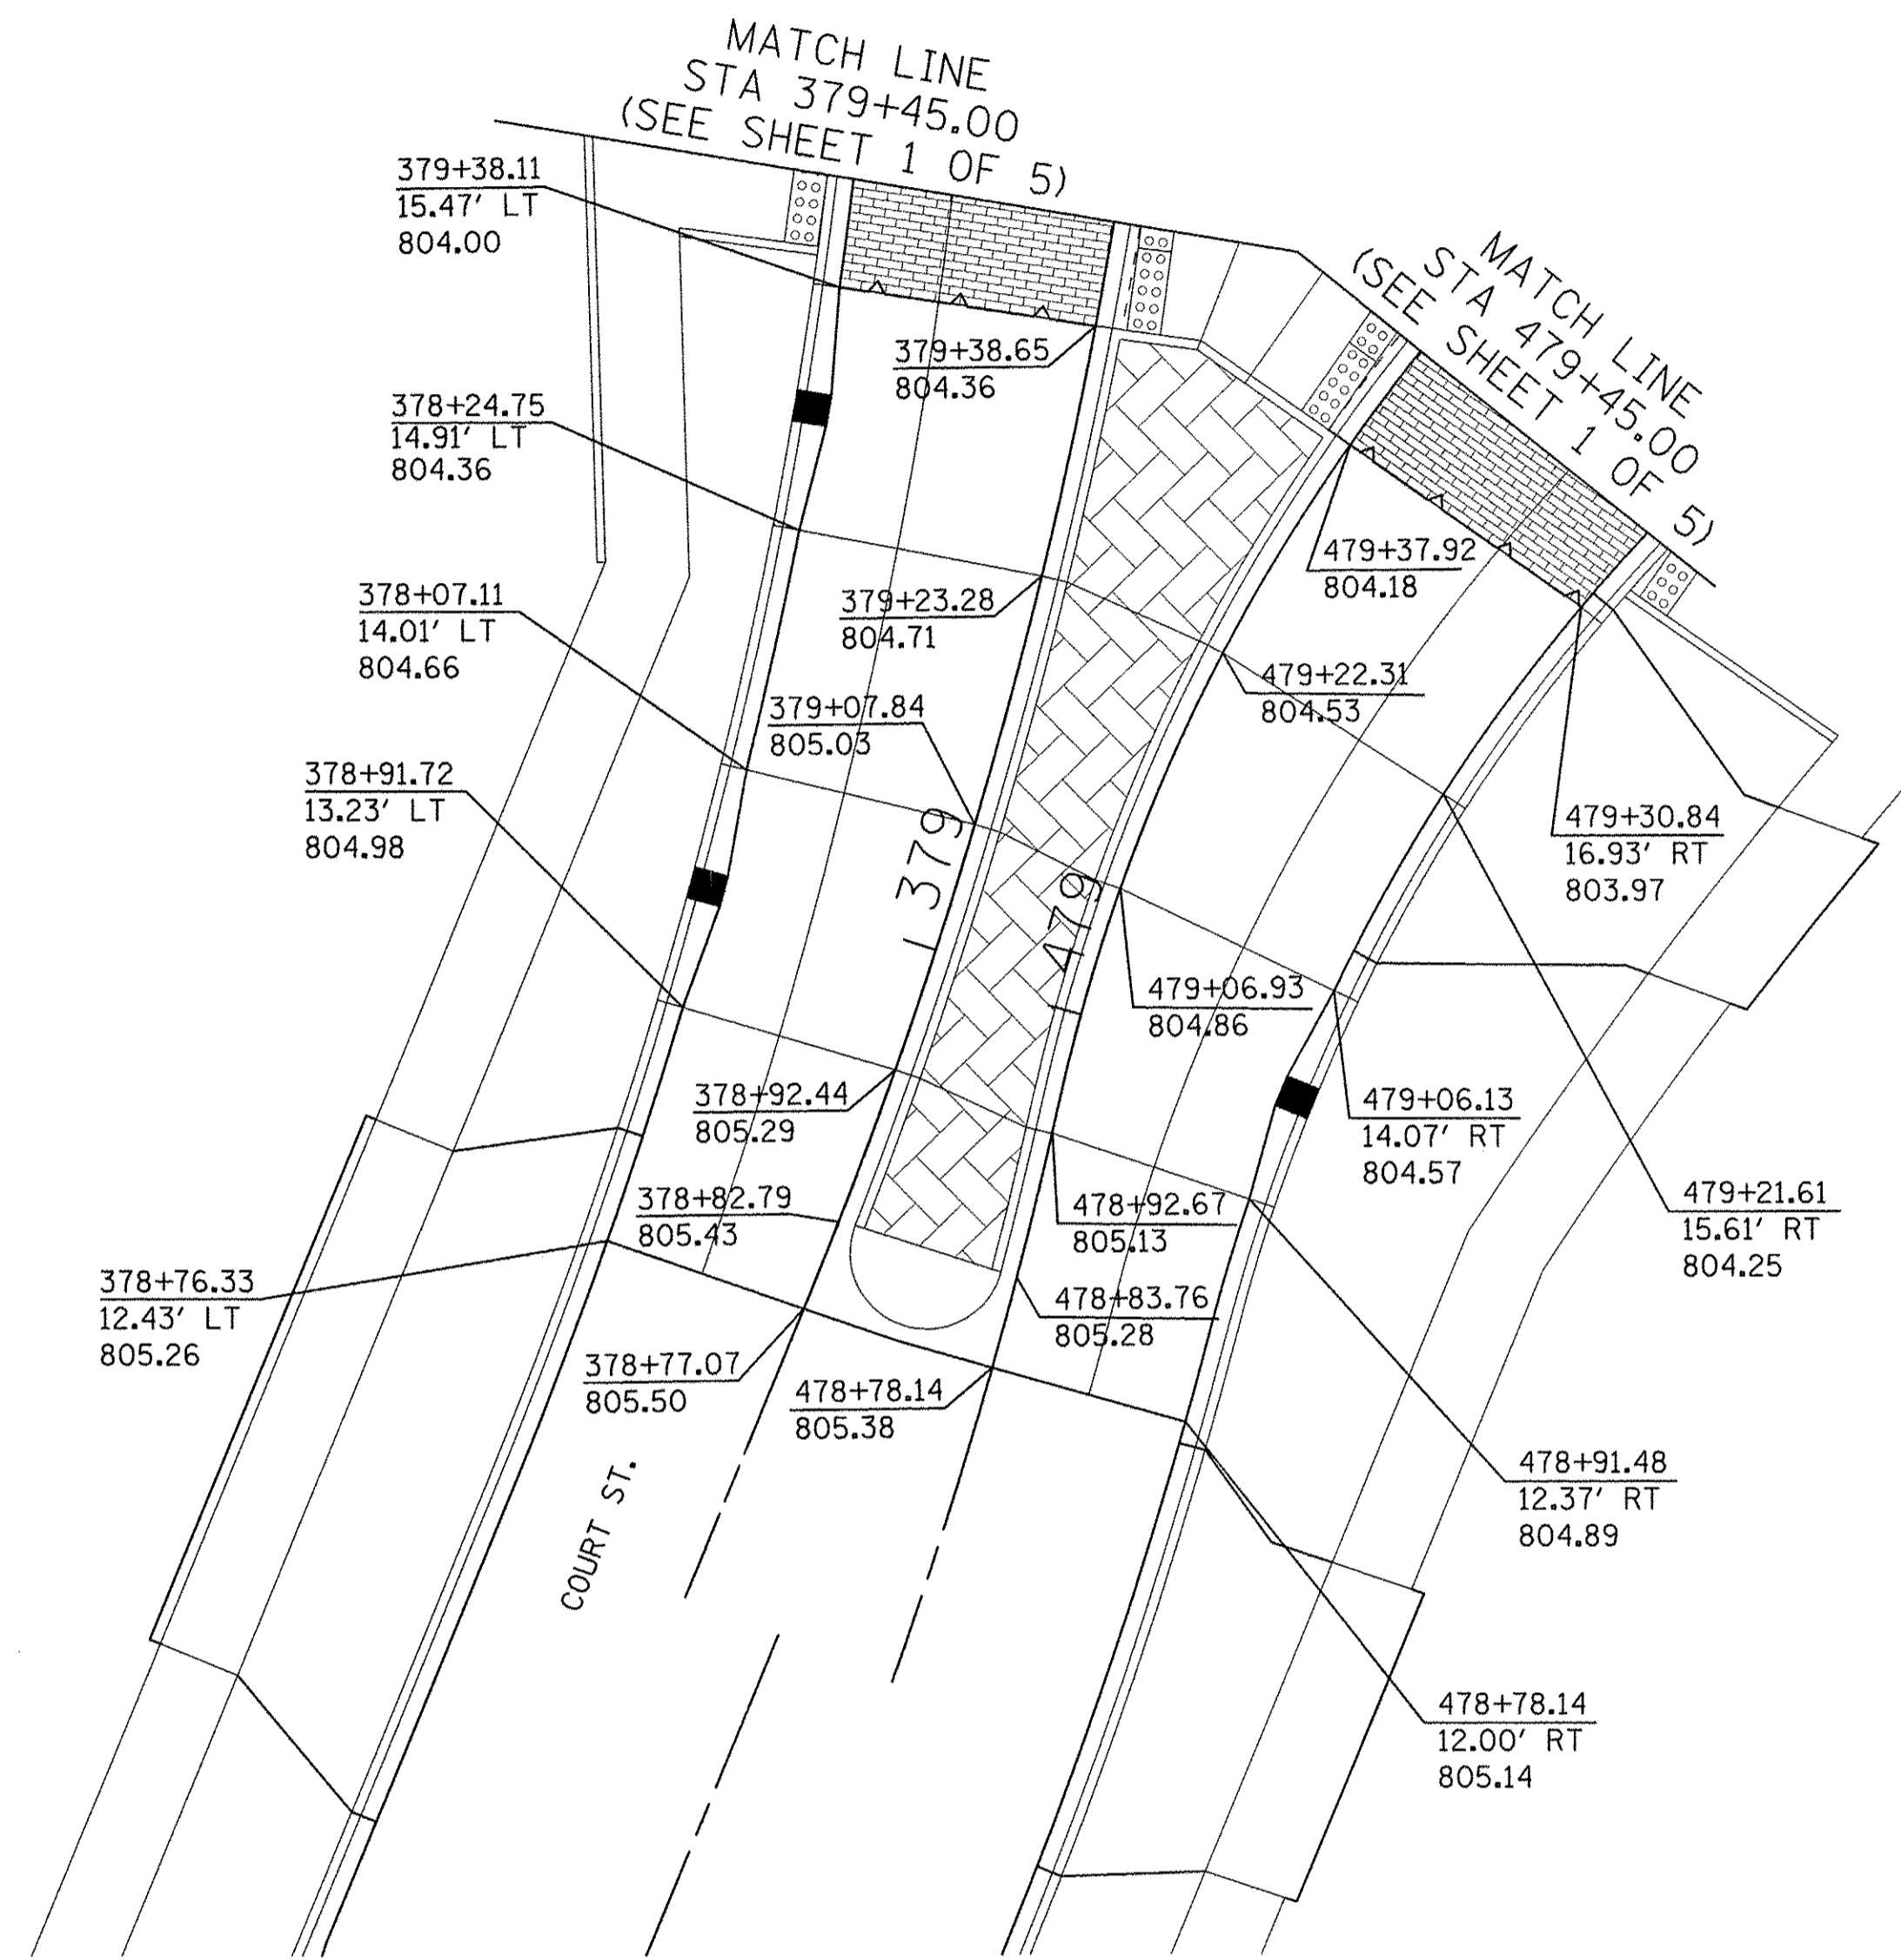 MATCH LINE
STA 379+45.00
(SEE SHEET 1 OF 5)
MATCH LINE
STA 479+45.00
(SEE SHEET 1 OF 5)
379+38.11
15.47' LT
804.00
379+38.65
804.36
378+24.75
14.91' LT
804.36
479+37.92
804.18
378+07.11
14.01' LT
804.66
379+23.28
804.71
479+22.31
804.53
379+07.84
805.03
378+91.72
13.23' LT
804.98
479+30.84
16.93' RT
803.97
379
479
479+06.93
804.86
378+92.44
805.29
479+06.13
14.07' RT
804.57
378+82.79
805.43
478+92.67
805.13
479+21.61
15.61' RT
804.25
378+76.33
12.43' LT
805.26
478+83.76
805.28
378+77.07
805.50
478+78.14
805.38
COURT ST.
478+91.48
12.37' RT
804.89
478+78.14
12.00' RT
805.14